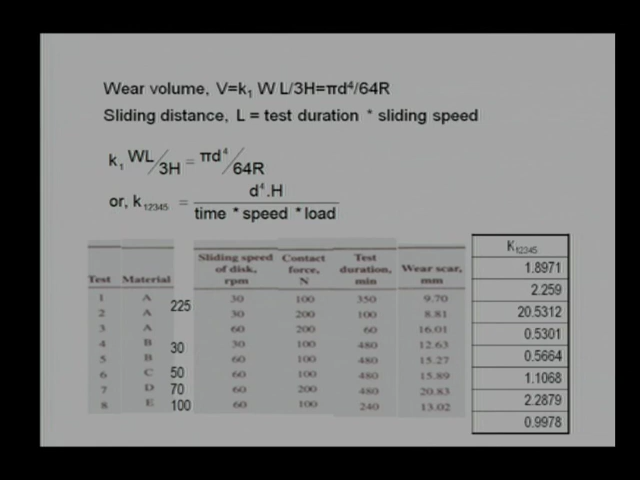 Wear volume, V=k₁ W L/3H=πd⁴/64R
Sliding distance, L = test duration * sliding speed
k₁ WL/3H = πd⁴/64R
or, k₁₂₃₄₅ = d⁴.H / time * speed * load
Test Material Sliding speed of disk, rpm Contact force, N Test duration, min Wear scar, mm K₁₂₃₄₅
1 A 225 30 100 350 9.70 1.8971
2 A 30 200 100 8.81 2.259
3 A 60 200 60 16.01 20.5312
4 B 30 30 100 480 12.63 0.5301
5 B 60 100 480 15.27 0.5664
6 C 50 60 100 480 15.89 1.1068
7 D 70 60 200 480 20.83 2.2879
8 E 100 60 100 240 13.02 0.9978